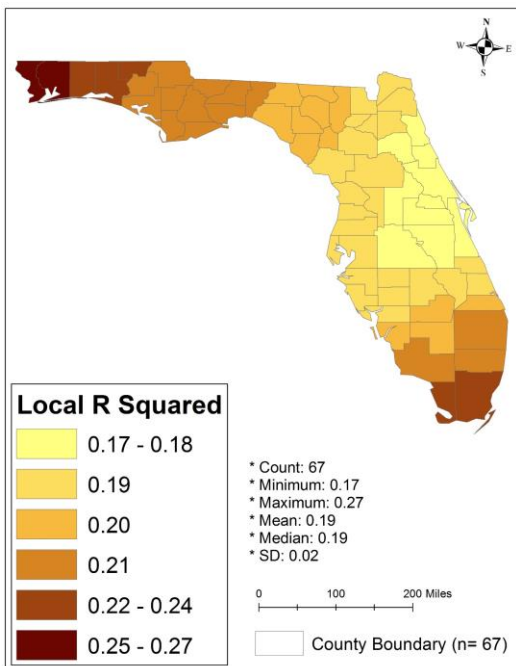 N
W E
S
Local R Squared
0.17 - 0.18
0.19
0.20
0.21
0.22 - 0.24
0.25 - 0.27
* Count: 67
* Minimum: 0.17
* Maximum: 0.27
* Mean: 0.19
* Median: 0.19
* SD: 0.02
0 100 200 Miles
County Boundary (n= 67)